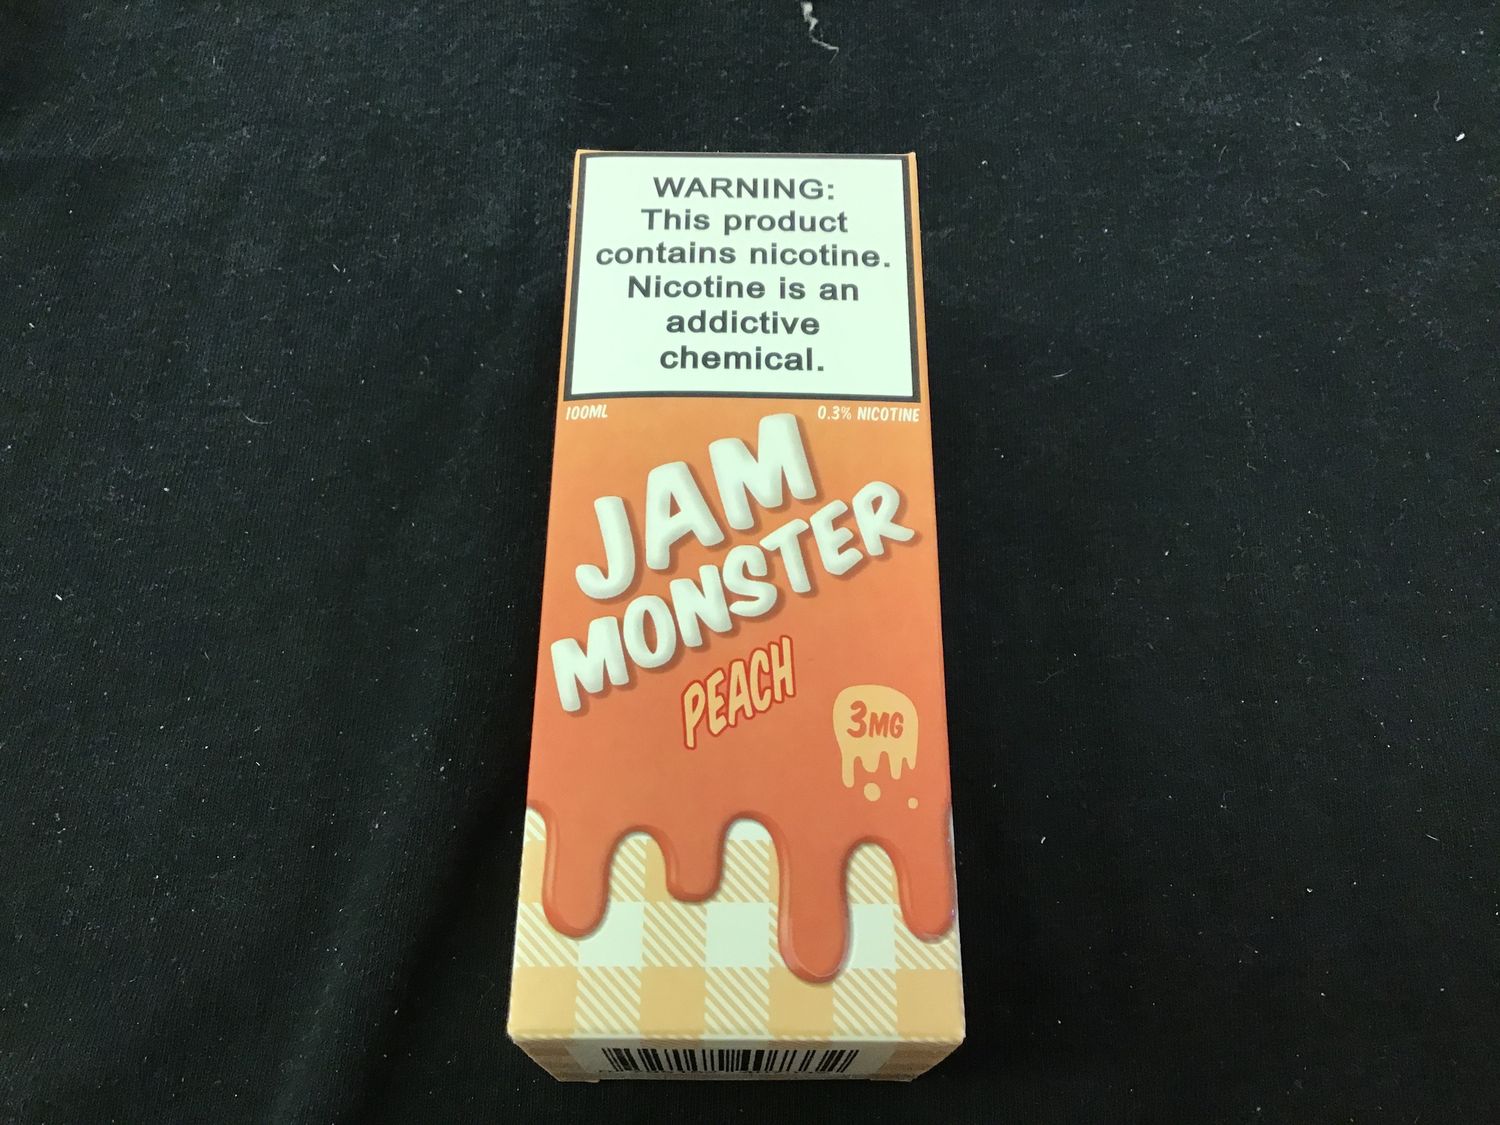 WARNING:
This product
contains nicotine.
Nicotine is an
addictive
chemical.
100ML 0.3% NICOTINE
JAM
MONSTER
PEACH
3MG